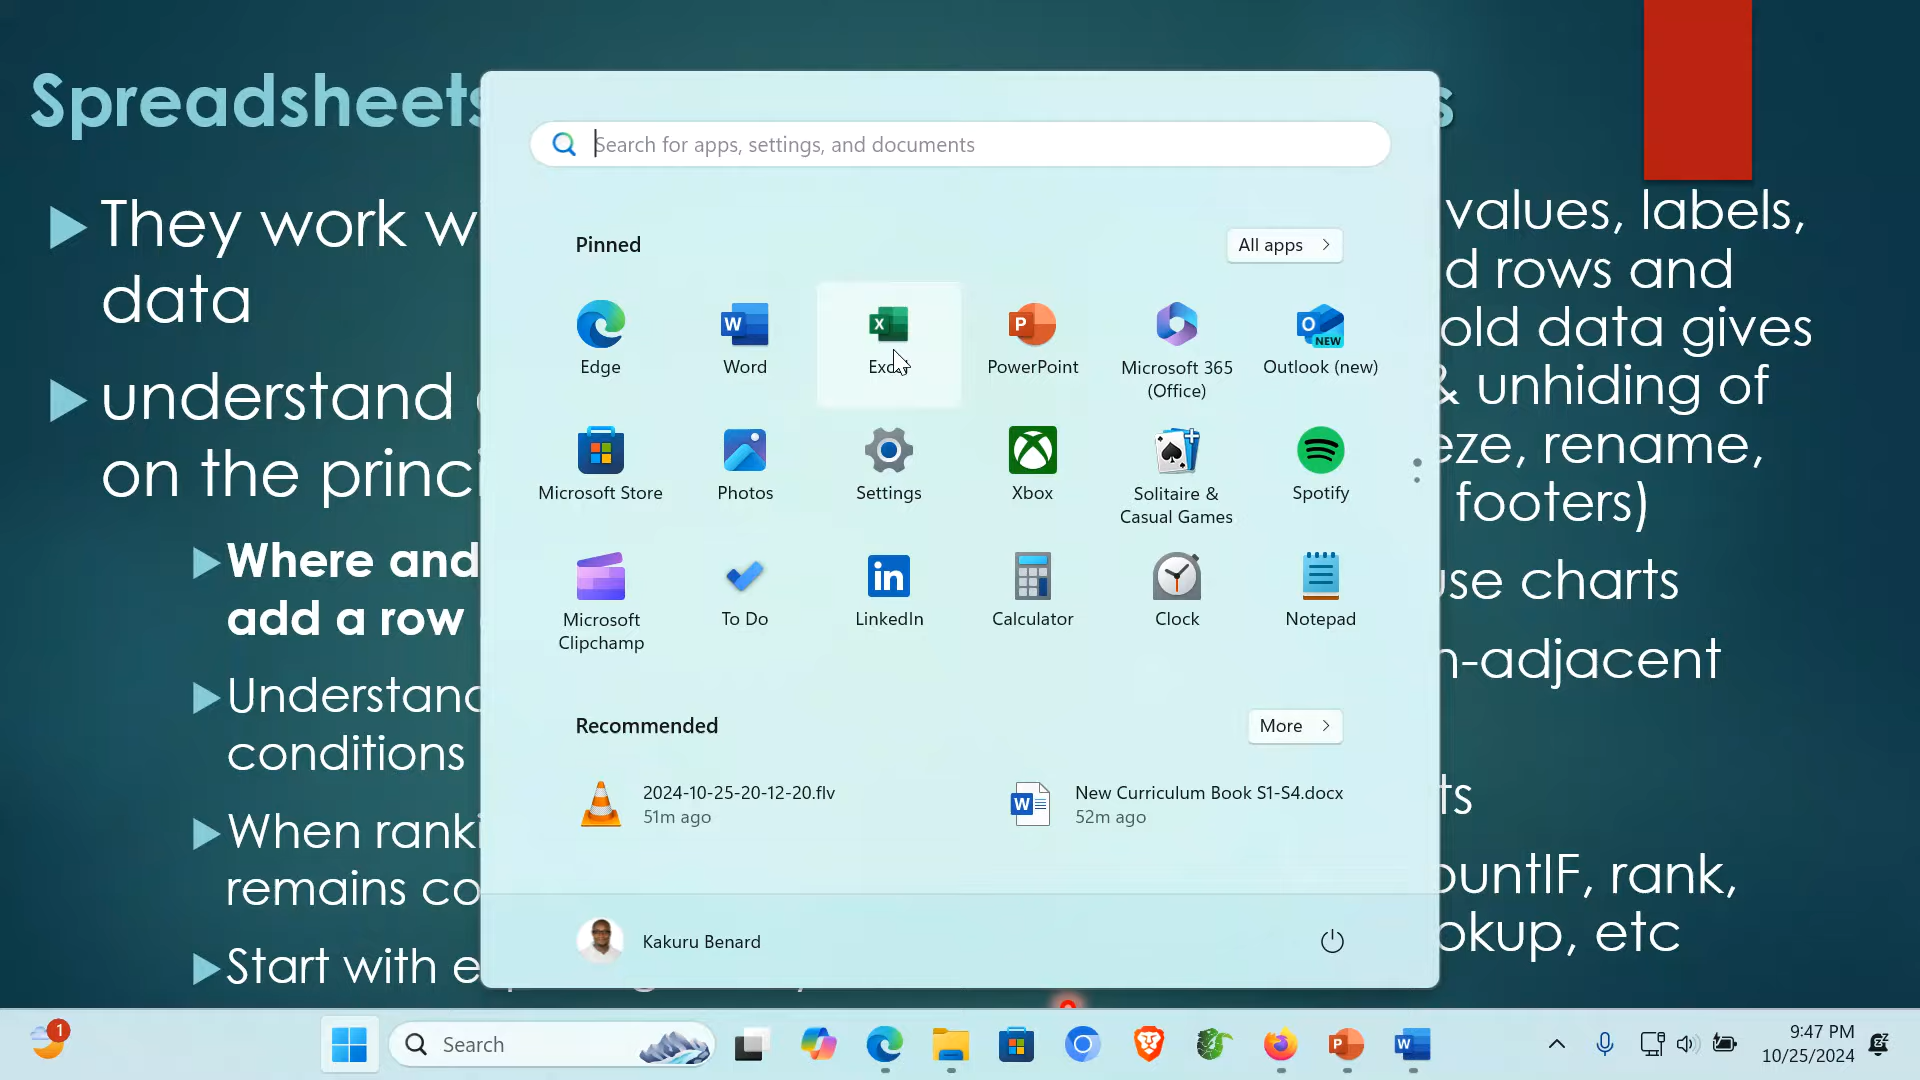 Spreadsheets
s
They work w
data
understand
on the princi
Where and
add a row
Understand
conditions
When ranki
remains co
Start with e
values, labels,
d rows and
old data gives
& unhiding of
eze, rename,
footers)
use charts
n-adjacent
ts
ountIF, rank,
okup, etc
Search for apps, settings, and documents
Pinned
All apps
Edge
Word
Excel
PowerPoint
Microsoft 365
(Office)
Outlook (new)
NEW
Microsoft Store
Photos
Settings
Xbox
Solitaire &
Casual Games
Spotify
Microsoft
Clipchamp
To Do
LinkedIn
Calculator
Clock
Notepad
Recommended
More
2024-10-25-20-12-20.flv
51m ago
New Curriculum Book S1-S4.docx
52m ago
Kakuru Benard
1
Search
9:47 PM
10/25/2024